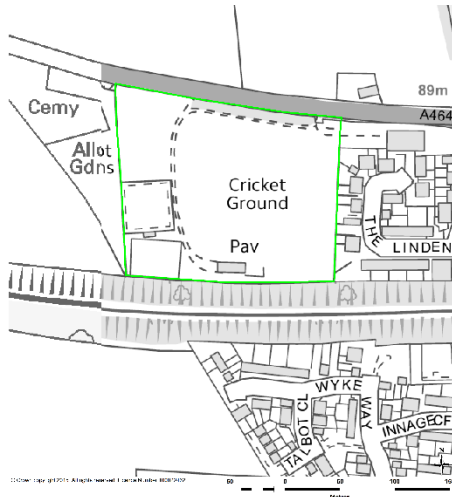 89m
A464
Cemy
Allot
Gdns
Cricket
Ground
Pav
THE
LINDEN
WYKE
WAY
TALBOT CL
INNAGECF
50
0
50
100